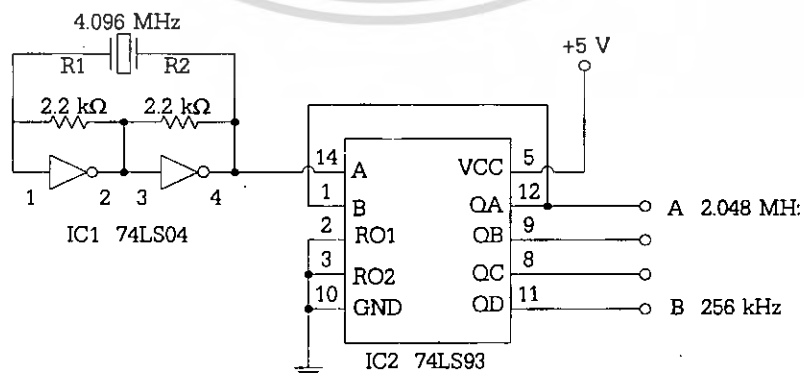 4.096 MHz
R1 R2
+5 V
2.2 kΩ 2.2 kΩ
1 2 3 4
IC1 74LS04
14 A VCC 5
1 B QA 12 A 2.048 MH:
2 RO1 QB 9
3 RO2 QC 8
10 GND QD 11 B 256 kHz
IC2 74LS93